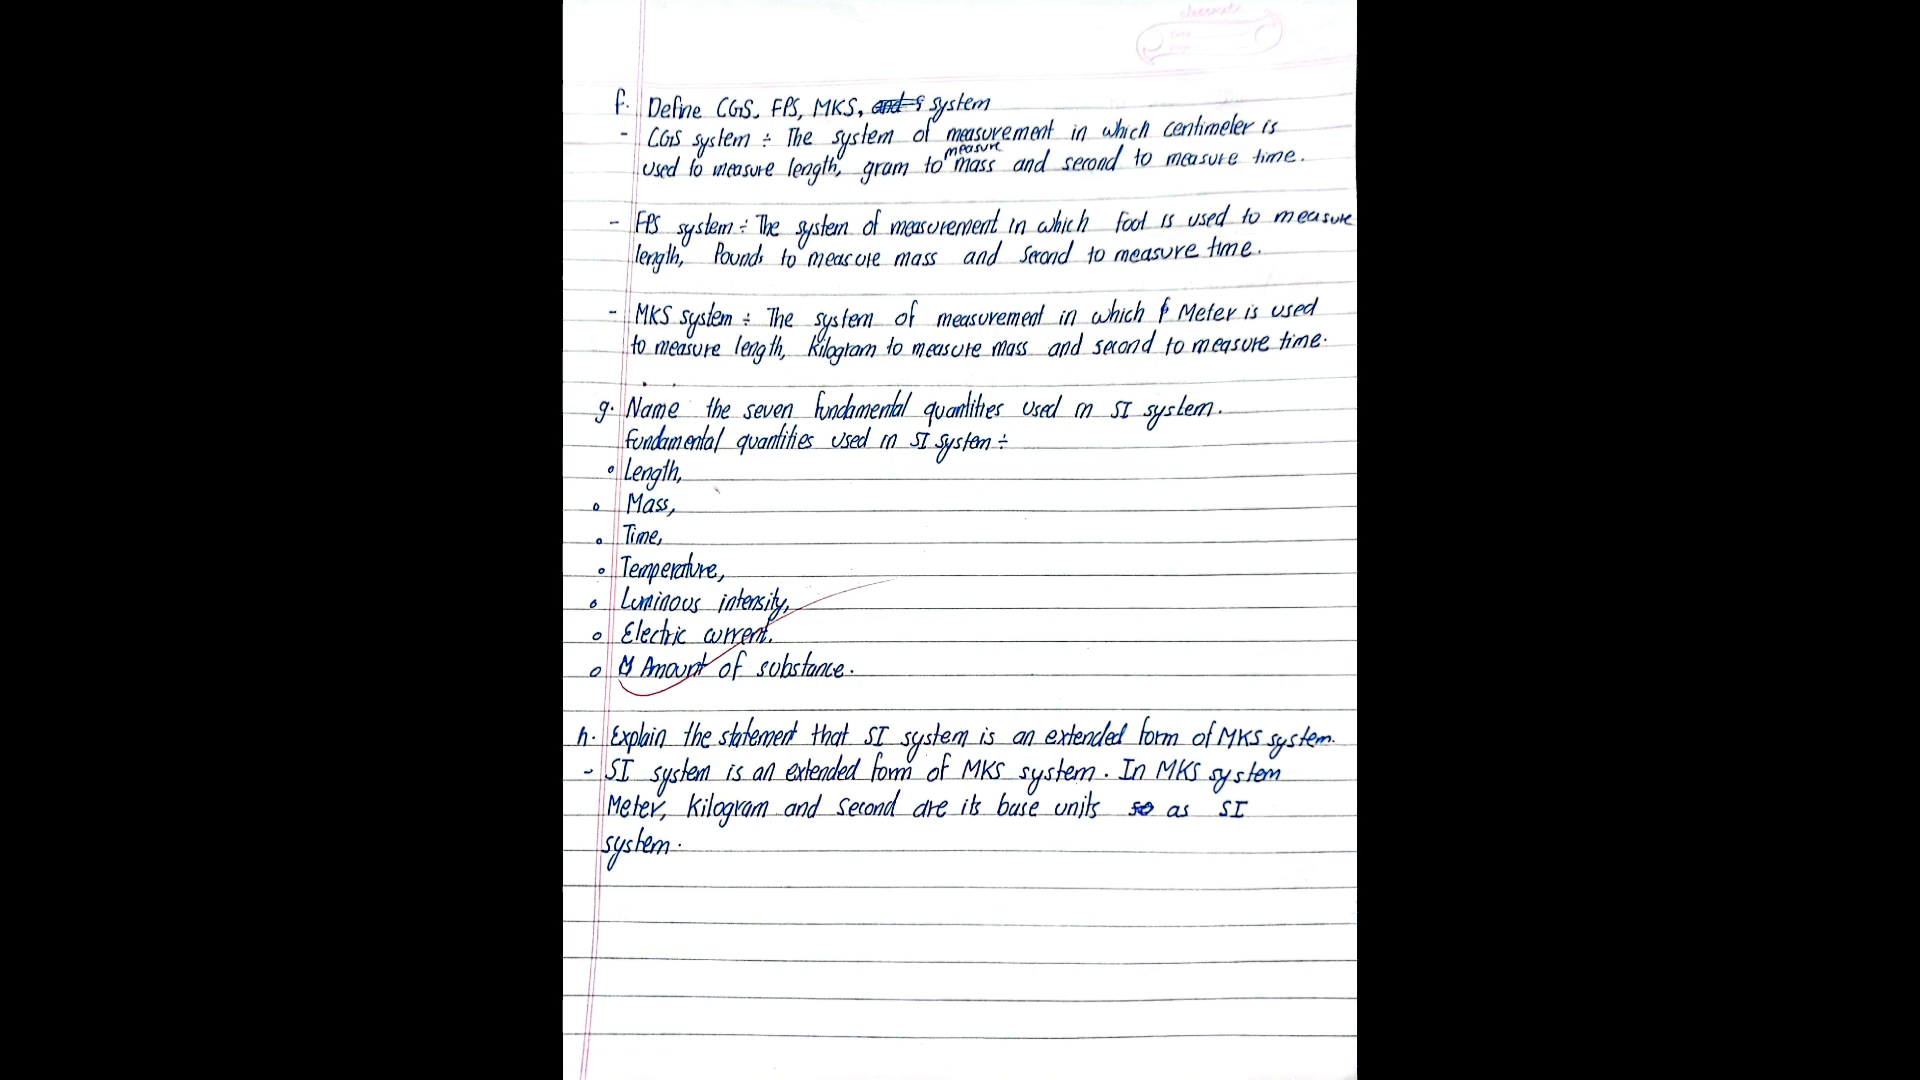 classmate
f. Define CGS, FPS, MKS, system
- CGS system ÷ The system of measurement in which centimeter is
used to measure length, gram to measure mass and second to measure time.
- FPS system ÷ The system of measurement in which foot is used to measure
length, Pounds to measure mass and second to measure time.
- MKS system ÷ The system of measurement in which Meter is used
to measure length, kilogram to measure mass and second to measure time.
g. Name the seven fundamental quantities used in SI system.
fundamental quantities used in SI system ÷
∘ Length,
∘ Mass,
∘ Time,
∘ Temperature,
∘ Luminous intensity,
∘ Electric current.
∘ Amount of substance.
h. Explain the statement that SI system is an extended form of MKS system.
- SI system is an extended form of MKS system. In MKS system
Meter, kilogram and second are its base units as SI
system.